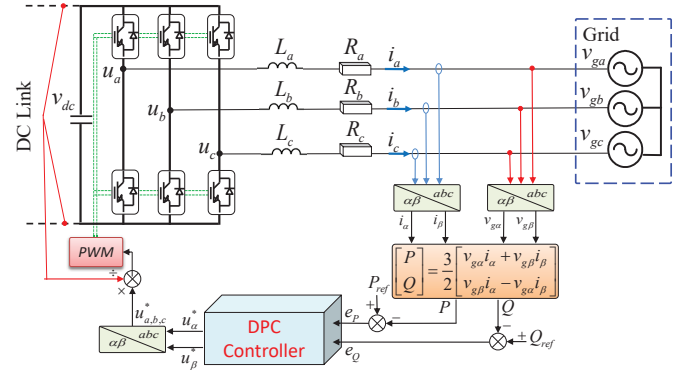 Grid
L_a R_a i_a v_ga
u_a
L_b R_b i_b v_gb
u_b
L_c R_c i_c v_gc
u_c
DC Link
v_dc
αβ abc
αβ abc
i_α i_β v_gα v_gβ
PWM
÷
×
[P Q] = 3/2 [v_gα i_α + v_gβ i_β
v_gβ i_α − v_gα i_β]
P_ref
P
Q
u*_a,b,c
αβ abc
u*_α
u*_β
DPC
Controller
e_P + −
e_Q − + Q_ref